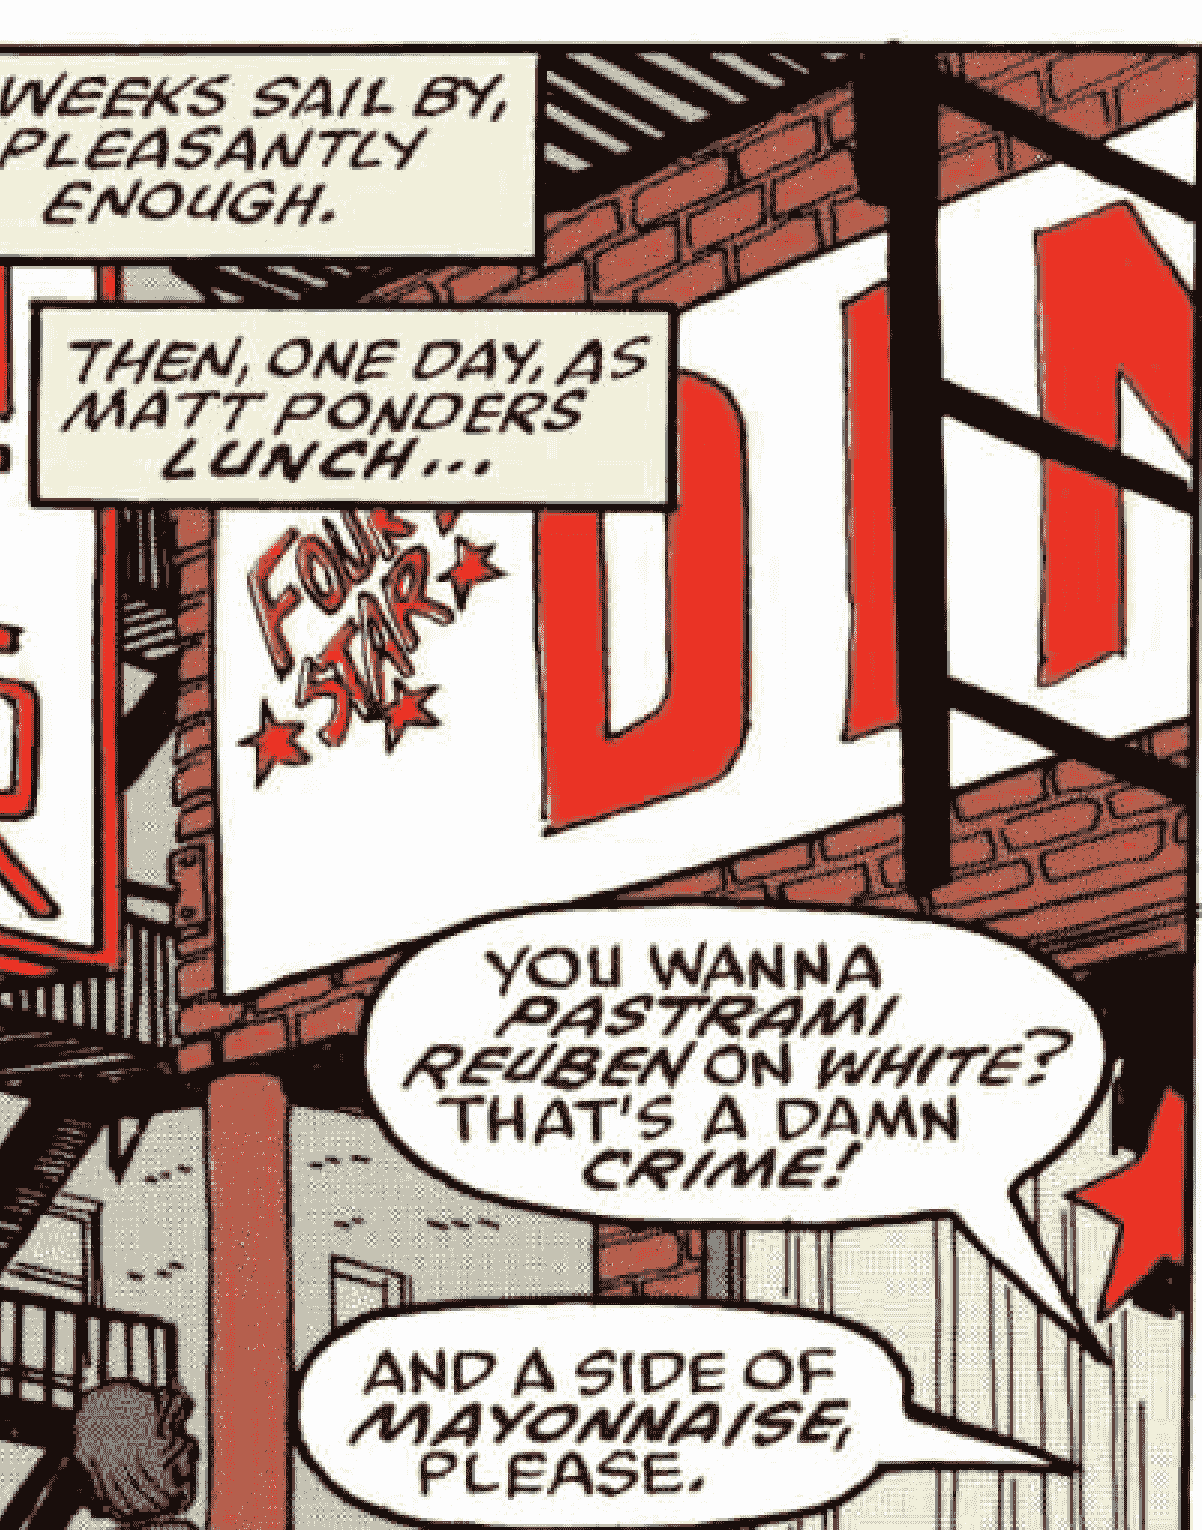 WEEKS SAIL BY,
PLEASANTLY
ENOUGH.
THEN, ONE DAY, AS
MATT PONDERS
LUNCH...
FOUR
STAR
DIN
YOU WANNA
PASTRAMI
REUBEN ON WHITE?
THAT'S A DAMN
CRIME!
AND A SIDE OF
MAYONNAISE,
PLEASE.